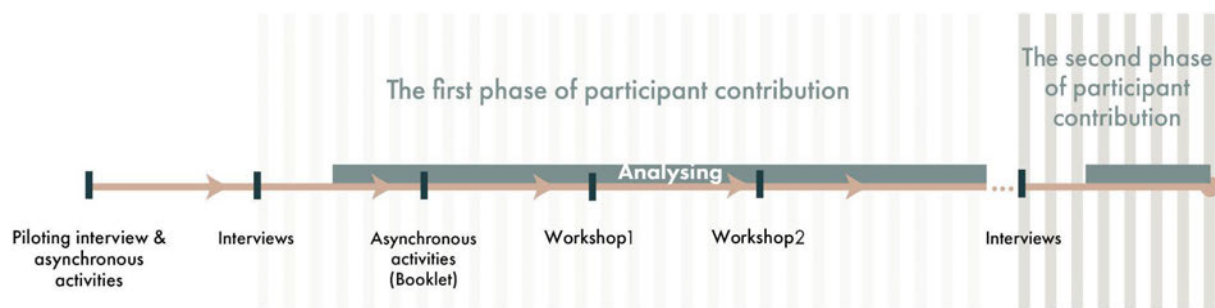 The first phase of participant contribution
The second phase
of participant
contribution
Analysing
Piloting interview &
asynchronous
activities
Interviews
Asynchronous
activities
(Booklet)
Workshop1
Workshop2
Interviews